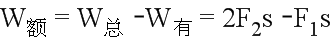 W额 = W总 -W有 = 2F₂s -F₁s